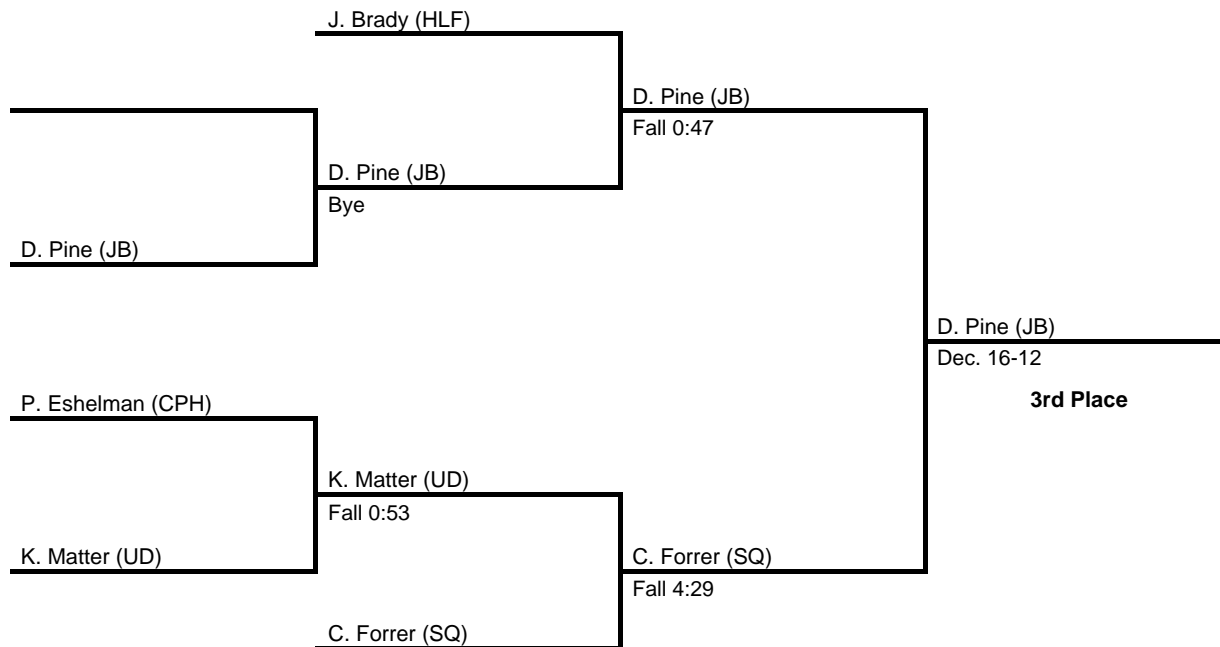 J. Brady (HLF)
D. Pine (JB)
Fall 0:47
D. Pine (JB)
Bye
D. Pine (JB)
D. Pine (JB)
Dec. 16-12
3rd Place
P. Eshelman (CPH)
K. Matter (UD)
Fall 0:53
K. Matter (UD)
C. Forrer (SQ)
Fall 4:29
C. Forrer (SQ)